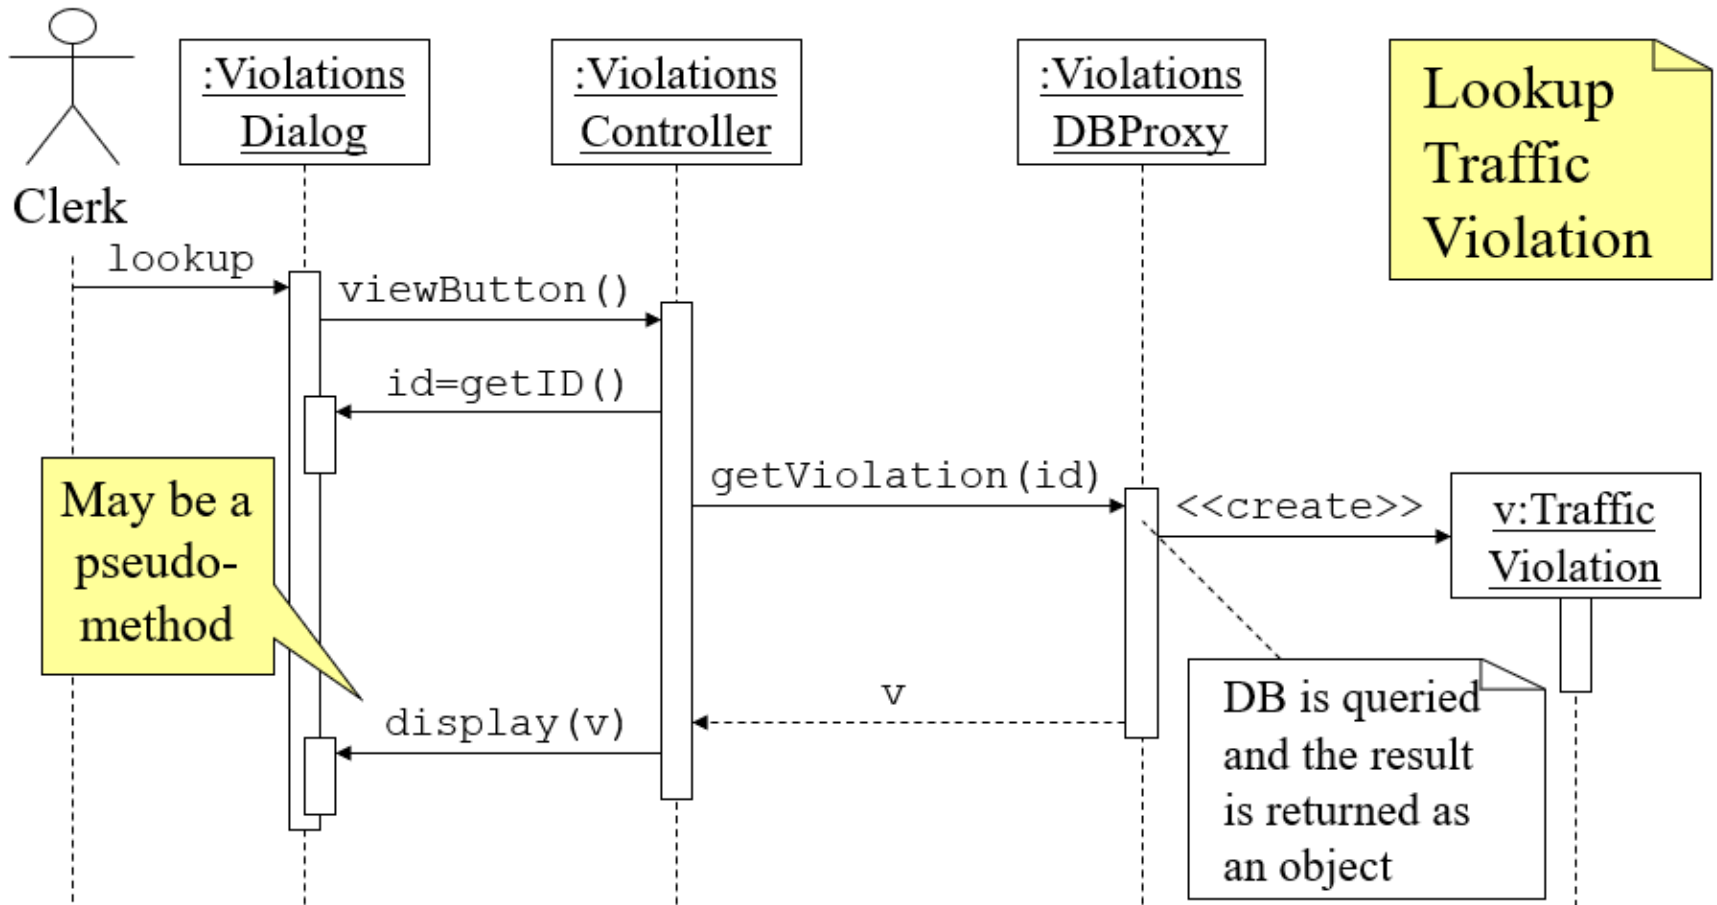 :Violations
Dialog
:Violations
Controller
:Violations
DBProxy
Lookup
Traffic
Violation
Clerk
lookup
viewButton()
id=getID()
getViolation(id)
<<create>>
v:Traffic
Violation
May be a
pseudo-
method
v
display(v)
DB is queried
and the result
is returned as
an object